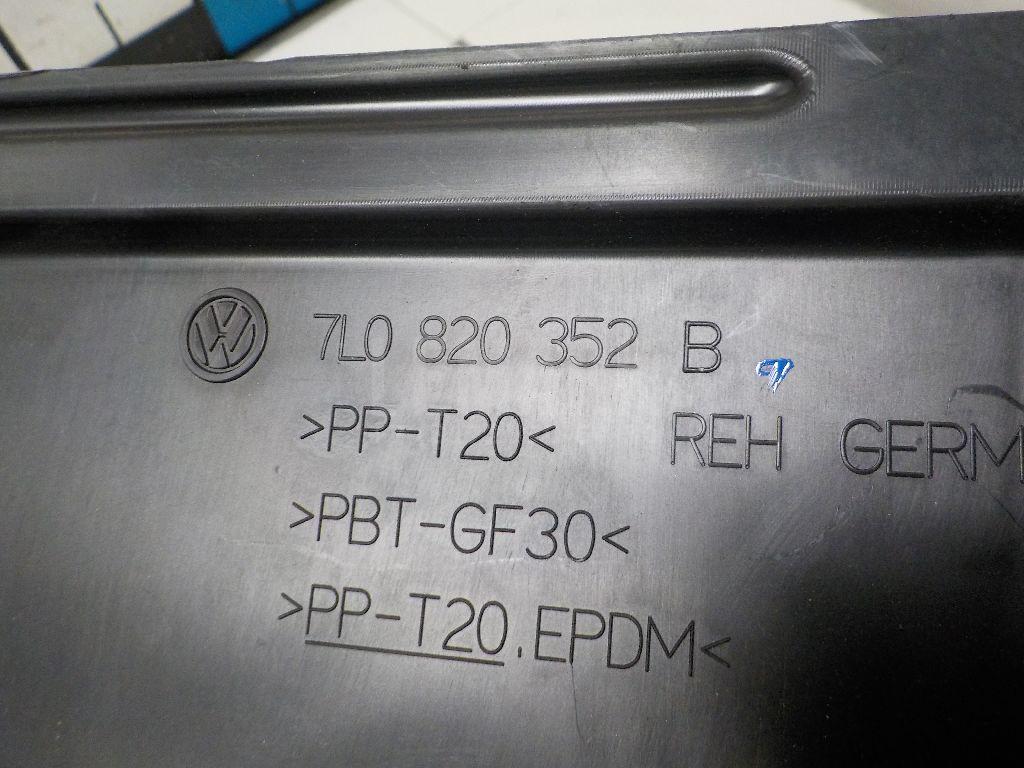 7L0 820 352 B
>PP-T20< REH GERM
>PBT-GF30<
>PP-T20.EPDM<